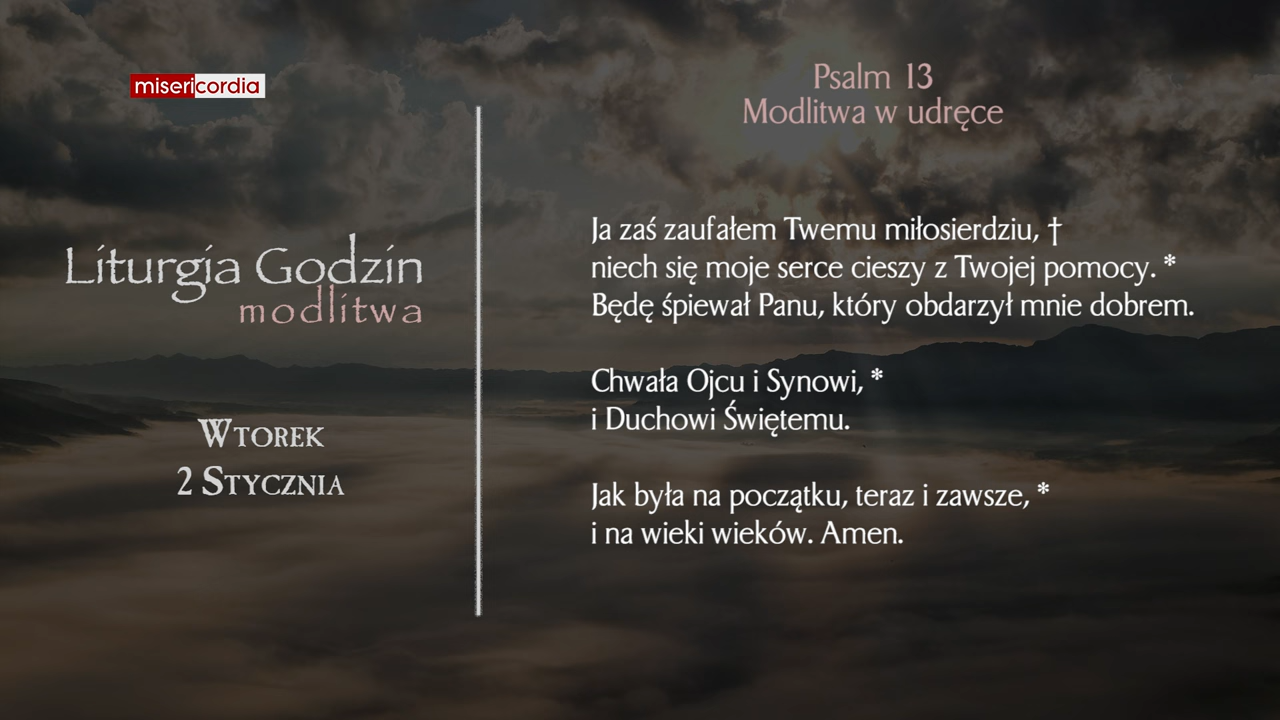 misericordia
Liturgia Godzin
modlitwa
Wtorek
2 Stycznia
Psalm 13
Modlitwa w udręce
Ja zaś zaufałem Twemu miłosierdziu, †
niech się moje serce cieszy z Twojej pomocy. *
Będę śpiewał Panu, który obdarzył mnie dobrem.
Chwała Ojcu i Synowi, *
i Duchowi Świętemu.
Jak była na początku, teraz i zawsze, *
i na wieki wieków. Amen.